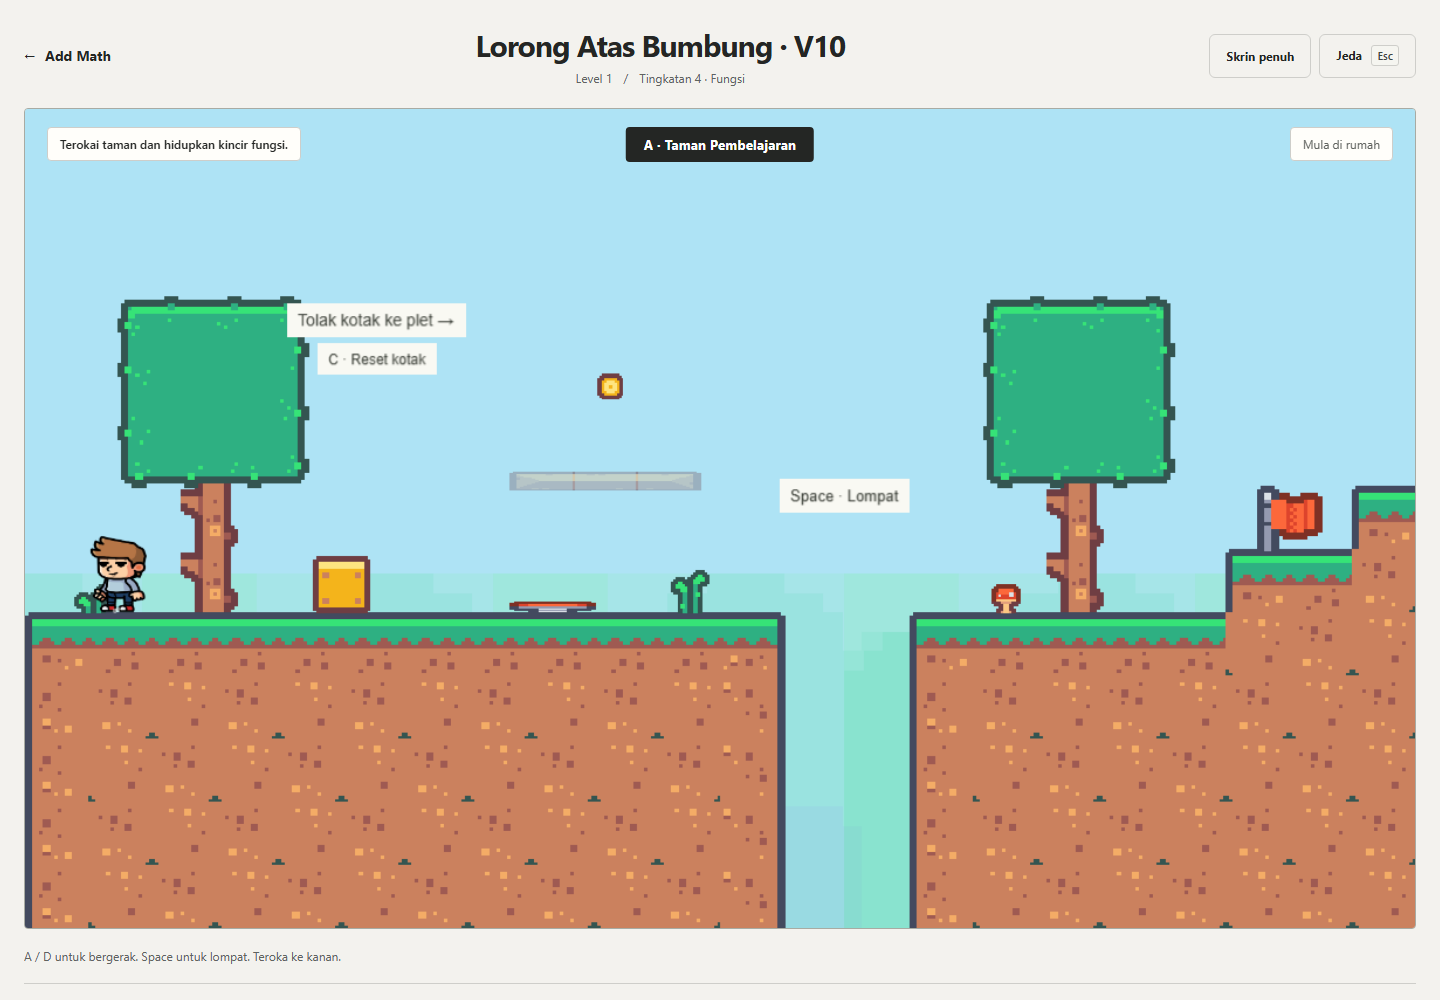 ← Add Math
Lorong Atas Bumbung · V10
Level 1 / Tingkatan 4 · Fungsi
Skrin penuh
Jeda Esc
Terokai taman dan hidupkan kincir fungsi.
A · Taman Pembelajaran
Mula di rumah
Tolak kotak ke plet →
C · Reset kotak
Space · Lompat
A / D untuk bergerak. Space untuk lompat. Teroka ke kanan.